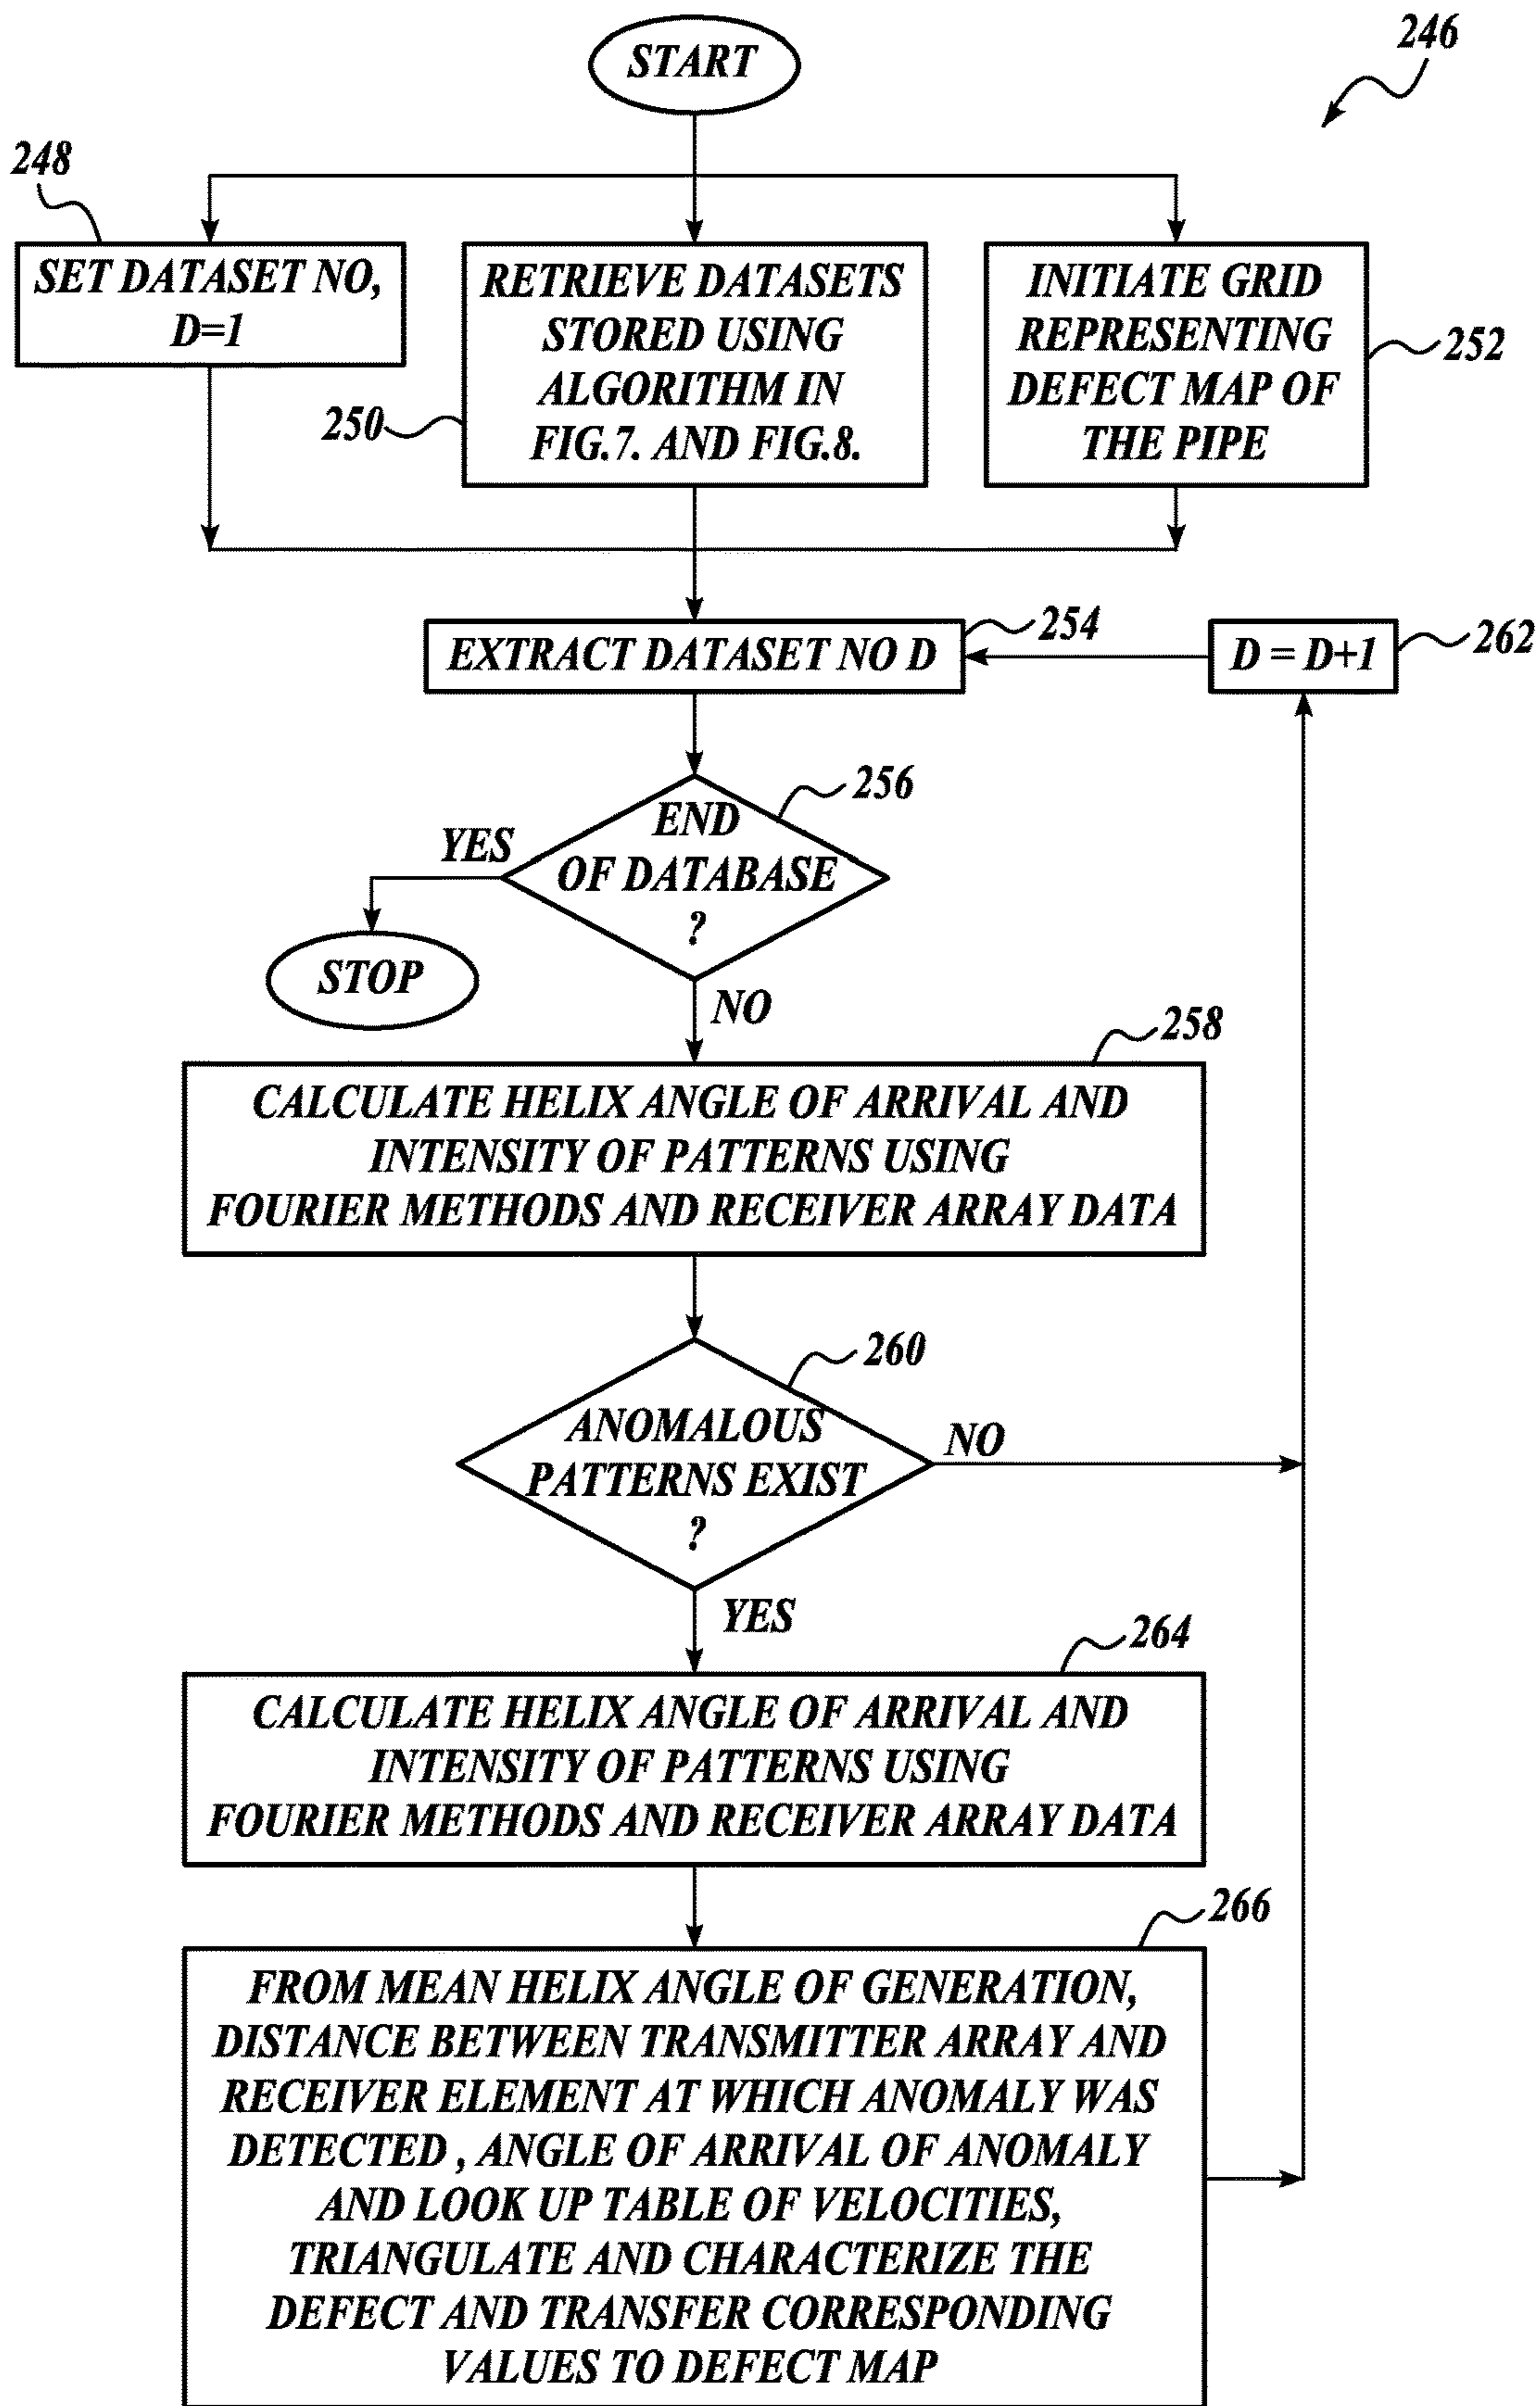 START
246
248
SET DATASET NO,
D=1
RETRIEVE DATASETS
STORED USING
ALGORITHM IN
FIG.7. AND FIG.8.
250
INITIATE GRID
REPRESENTING
DEFECT MAP OF
THE PIPE
252
EXTRACT DATASET NO D
254
D = D+1
262
END
OF DATABASE
?
256
YES
STOP
NO
258
CALCULATE HELIX ANGLE OF ARRIVAL AND
INTENSITY OF PATTERNS USING
FOURIER METHODS AND RECEIVER ARRAY DATA
260
ANOMALOUS
PATTERNS EXIST
?
NO
YES
264
CALCULATE HELIX ANGLE OF ARRIVAL AND
INTENSITY OF PATTERNS USING
FOURIER METHODS AND RECEIVER ARRAY DATA
266
FROM MEAN HELIX ANGLE OF GENERATION,
DISTANCE BETWEEN TRANSMITTER ARRAY AND
RECEIVER ELEMENT AT WHICH ANOMALY WAS
DETECTED , ANGLE OF ARRIVAL OF ANOMALY
AND LOOK UP TABLE OF VELOCITIES,
TRIANGULATE AND CHARACTERIZE THE
DEFECT AND TRANSFER CORRESPONDING
VALUES TO DEFECT MAP